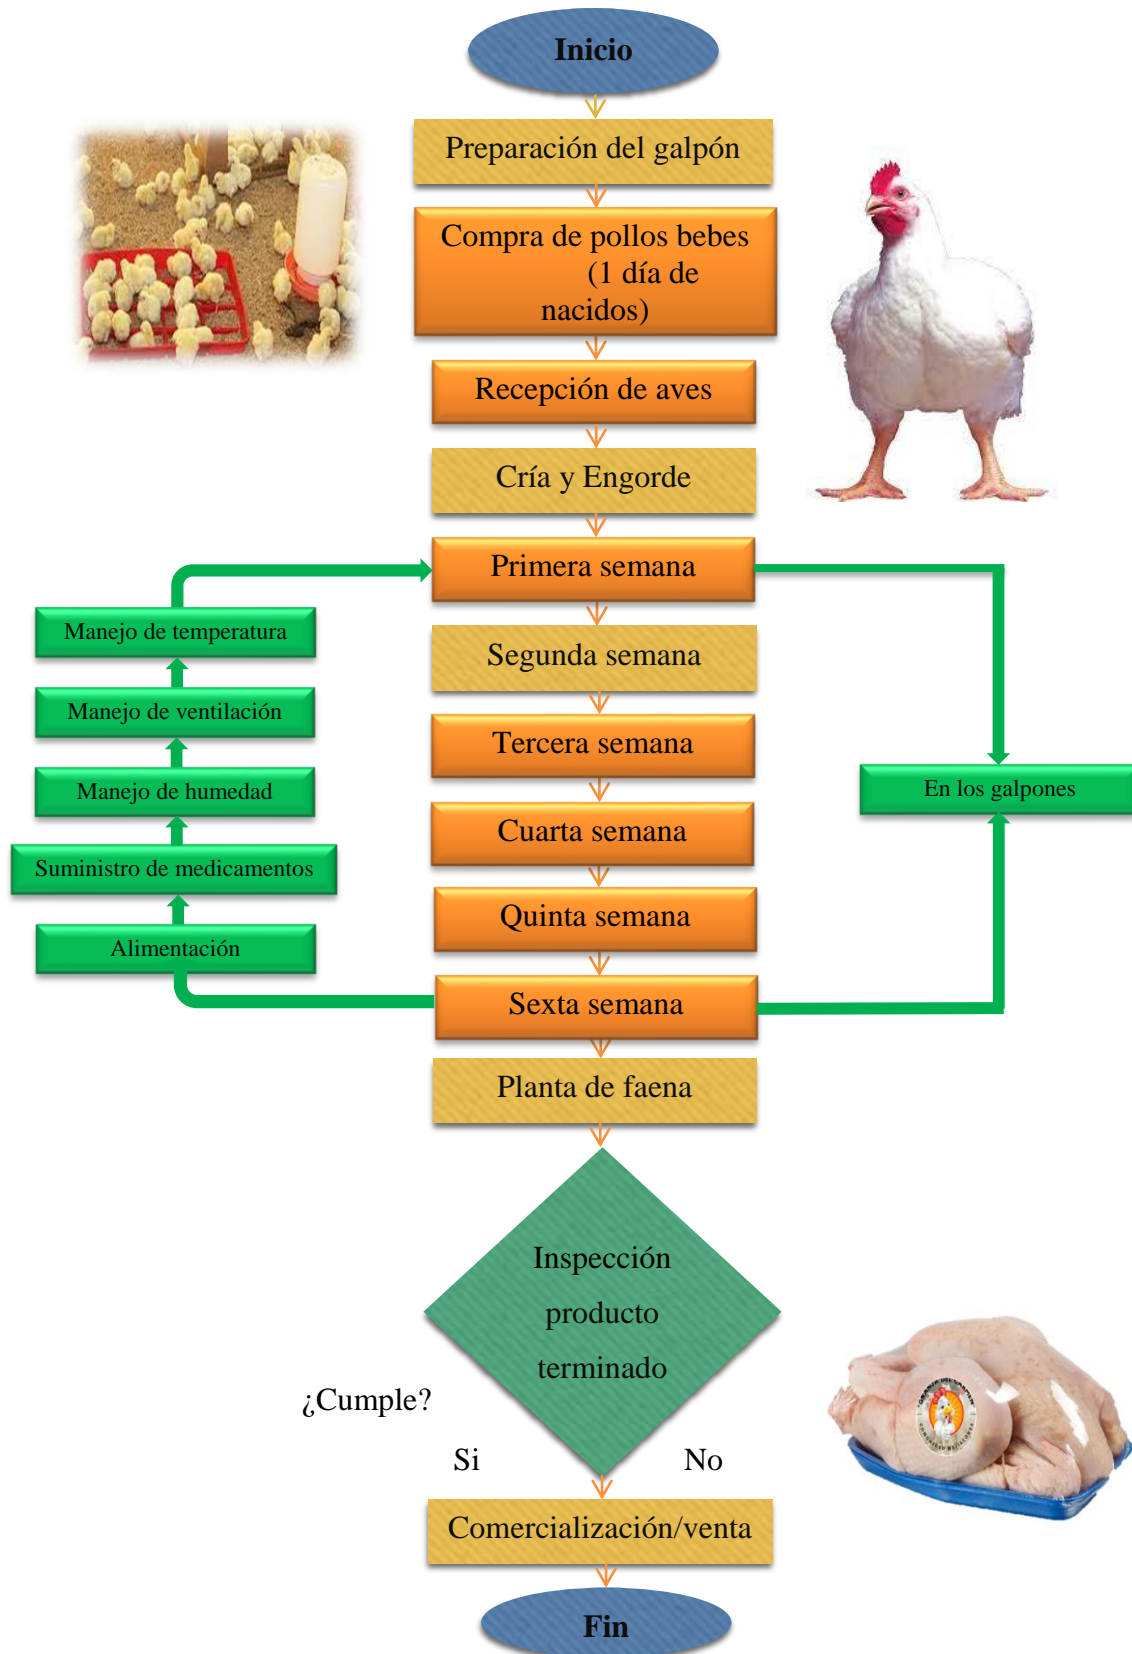 Inicio
Preparación del galpón
Compra de pollos bebes
(1 día de
nacidos)
Recepción de aves
Cría y Engorde
Primera semana
Manejo de temperatura
Segunda semana
Manejo de ventilación
Tercera semana
Manejo de humedad
En los galpones
Cuarta semana
Suministro de medicamentos
Quinta semana
Alimentación
Sexta semana
Planta de faena
Inspección
producto
terminado
¿Cumple?
Si
No
Comercialización/venta
Fin